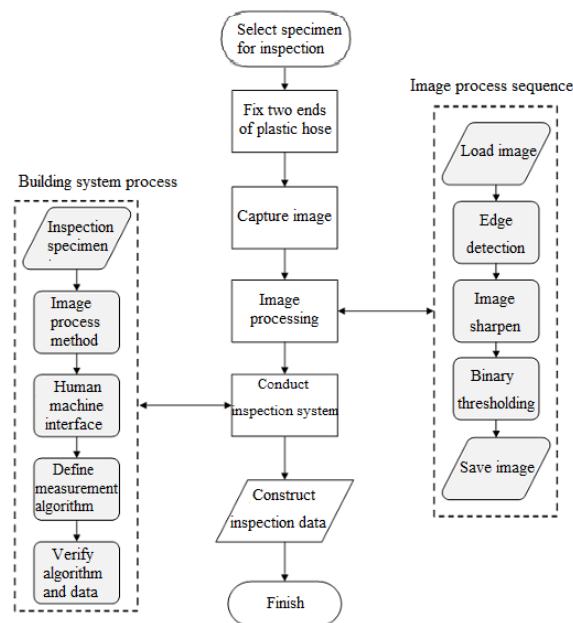 Select specimen
for inspection
Fix two ends
of plastic hose
Capture image
Image
processing
Conduct
inspection system
Construct
inspection data
Finish
Building system process
Inspection
specimen
Image
process
method
Human
machine
interface
Define
measurement
algorithm
Verify
algorithm
and data
Image process sequence
Load image
Edge
detection
Image
sharpen
Binary
thresholding
Save image